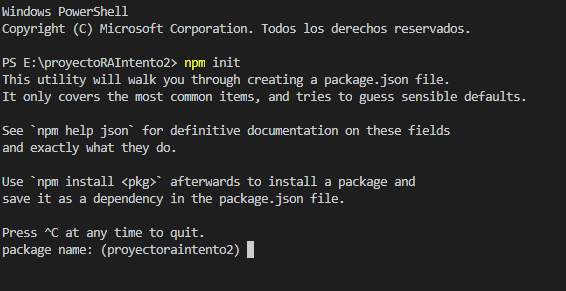 Windows PowerShell
Copyright (C) Microsoft Corporation. Todos los derechos reservados.
PS E:\proyectoRAIntento2> npm init
This utility will walk you through creating a package.json file.
It only covers the most common items, and tries to guess sensible defaults.
See `npm help json` for definitive documentation on these fields
and exactly what they do.
Use `npm install <pkg>` afterwards to install a package and
save it as a dependency in the package.json file.
Press ^C at any time to quit.
package name: (proyectoraintento2)